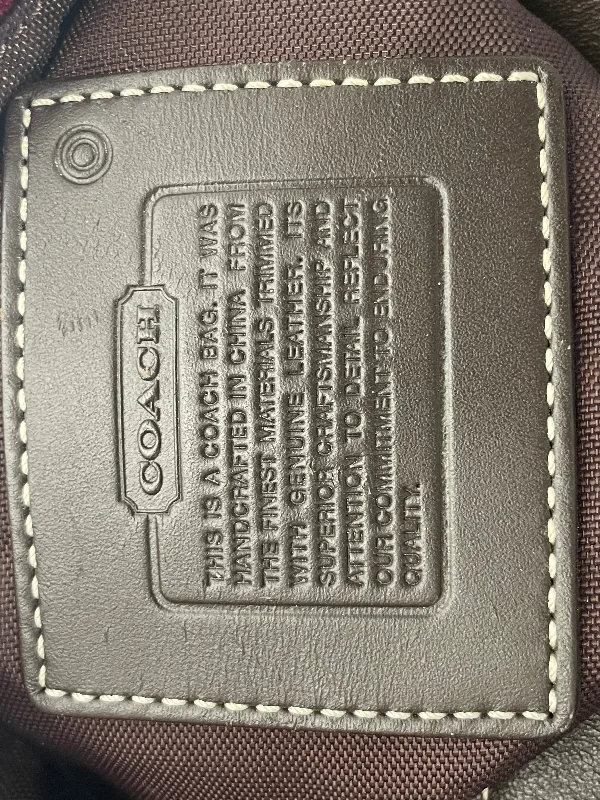 COACH
THIS IS A COACH BAG. IT WAS
HANDCRAFTED IN CHINA FROM
THE FINEST MATERIALS TRIMMED
WITH GENUINE LEATHER. ITS
SUPERIOR CRAFTSMANSHIP AND
ATTENTION TO DETAIL REFLECT
OUR COMMITMENT TO ENDURING
QUALITY.